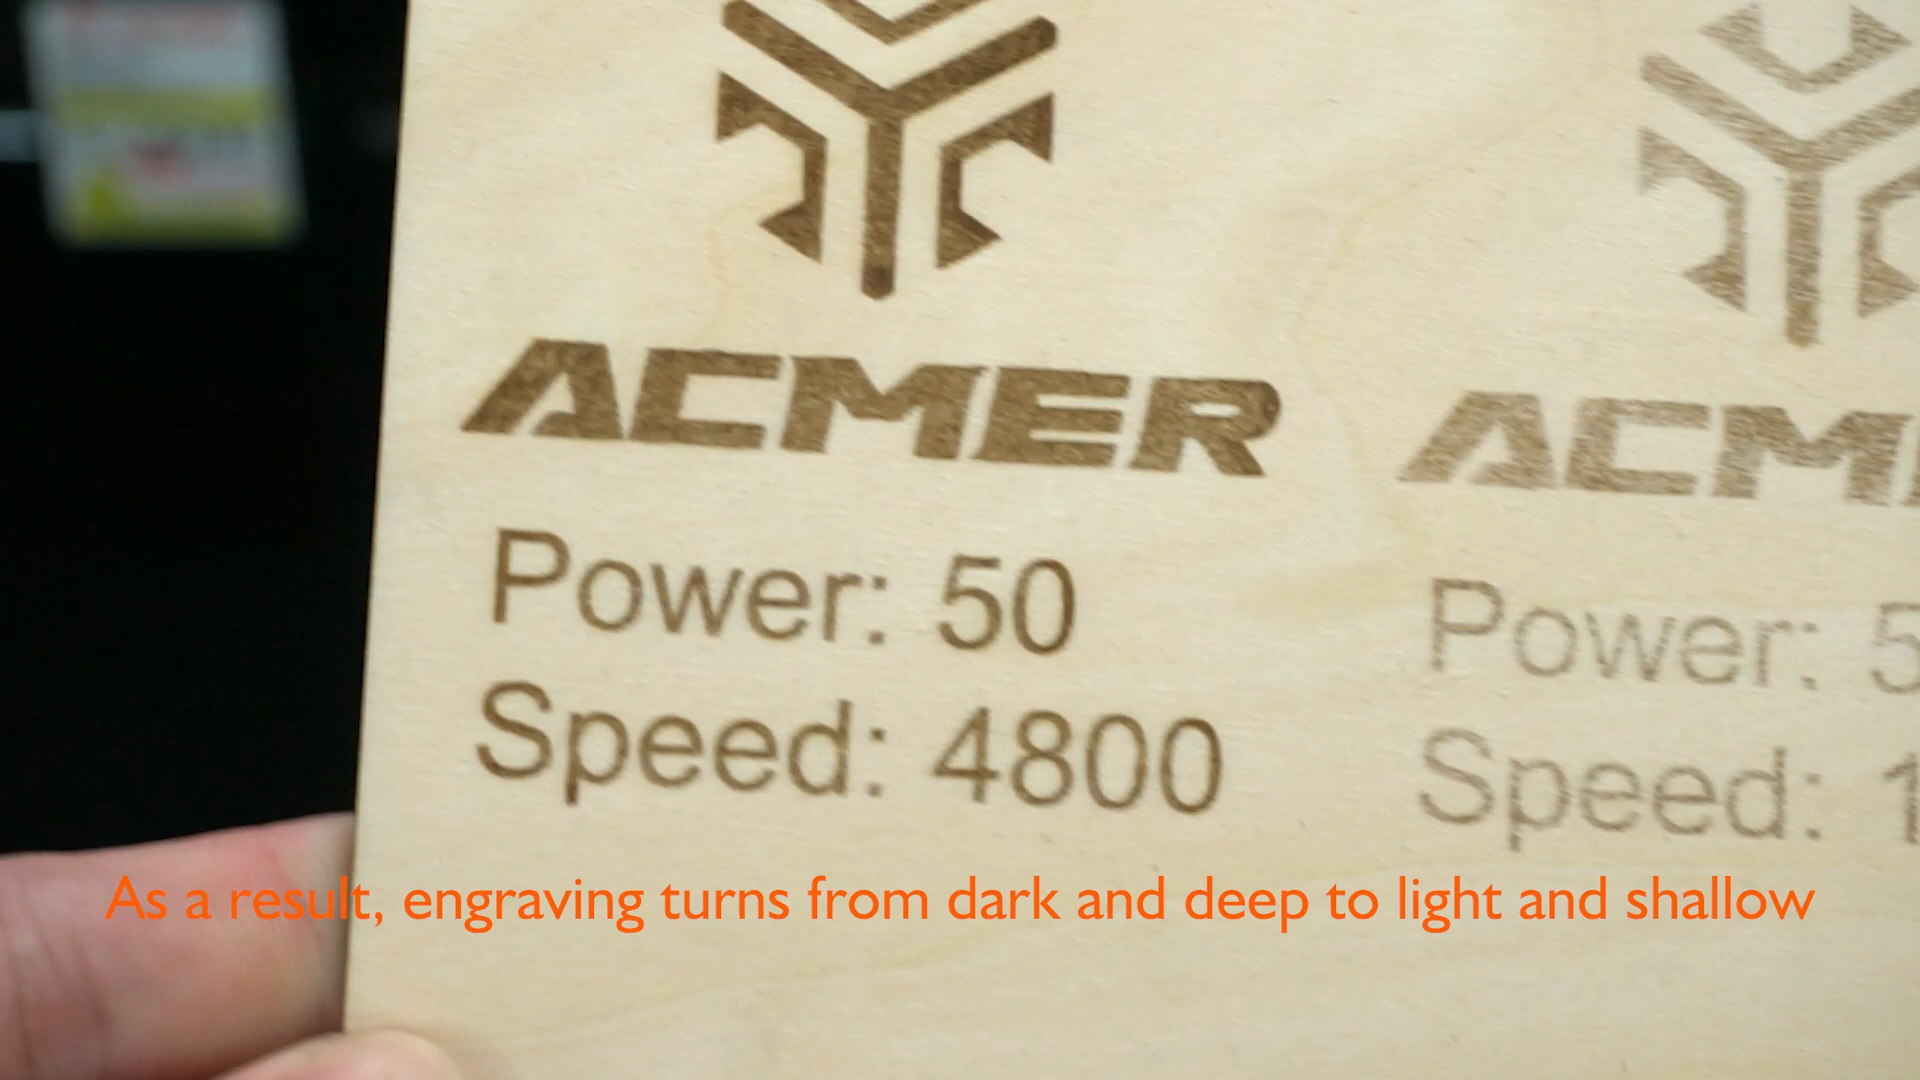 ACMER
Power: 50
Speed: 4800
ACM
Power: 5
Speed: 1
As a result, engraving turns from dark and deep to light and shallow